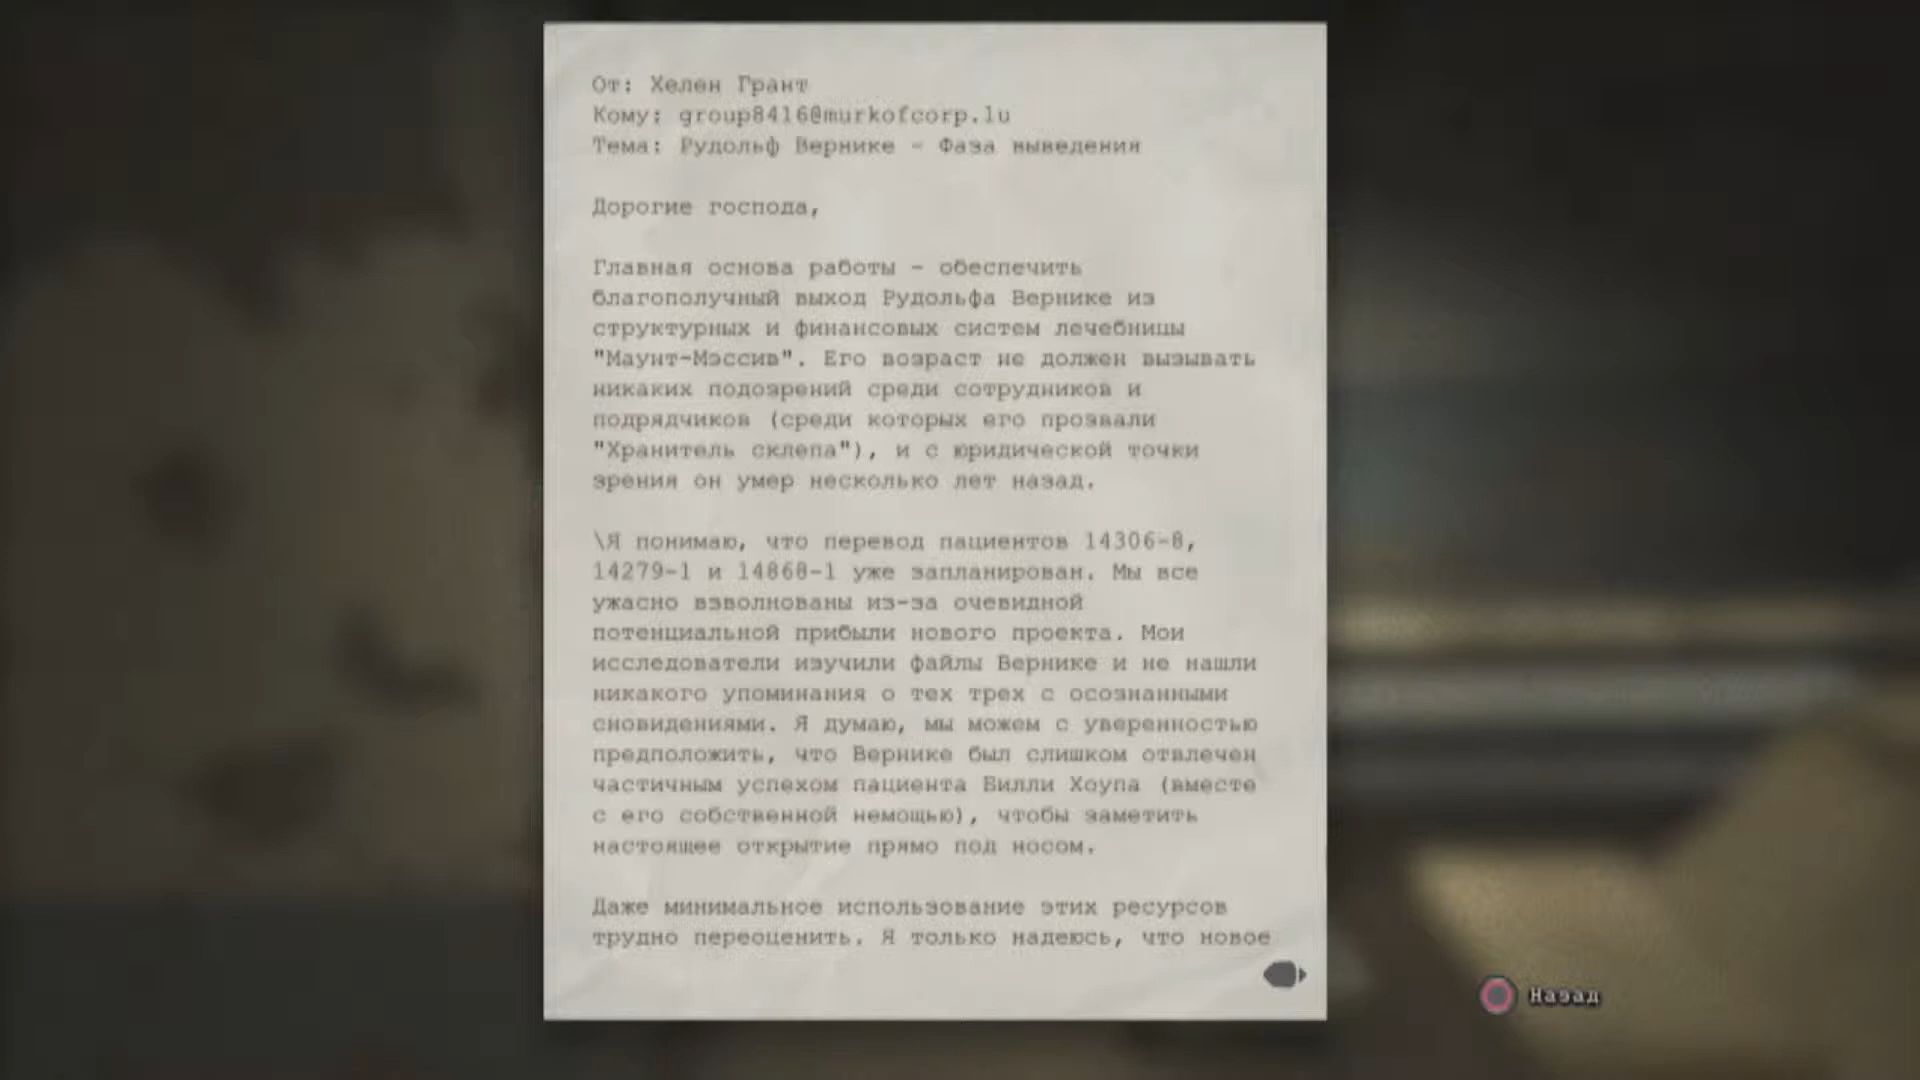 От: Хелен Грант
Кому: group8416@murkofcorp.lu
Тема: Рудольф Вернике - Фаза выведения
Дорогие господа,
Главная основа работы - обеспечить
благополучный выход Рудольфа Вернике из
структурных и финансовых систем лечебницы
"Маунт-Мэссив". Его возраст не должен вызывать
никаких подозрений среди сотрудников и
подрядчиков (среди которых его прозвали
"Хранитель склепа"), и с юридической точки
зрения он умер несколько лет назад.
\Я понимаю, что перевод пациентов 14306-8,
14279-1 и 14868-1 уже запланирован. Мы все
ужасно взволнованы из-за очевидной
потенциальной прибыли нового проекта. Мои
исследователи изучили файлы Вернике и не нашли
никакого упоминания о тех трех с осознанными
сновидениями. Я думаю, мы можем с уверенностью
предположить, что Вернике был слишком отвлечен
частичным успехом пациента Билли Хоупа (вместе
с его собственной немощью), чтобы заметить
настоящее открытие прямо под носом.
Даже минимальное использование этих ресурсов
трудно переоценить. Я только надеюсь, что новое
Назад